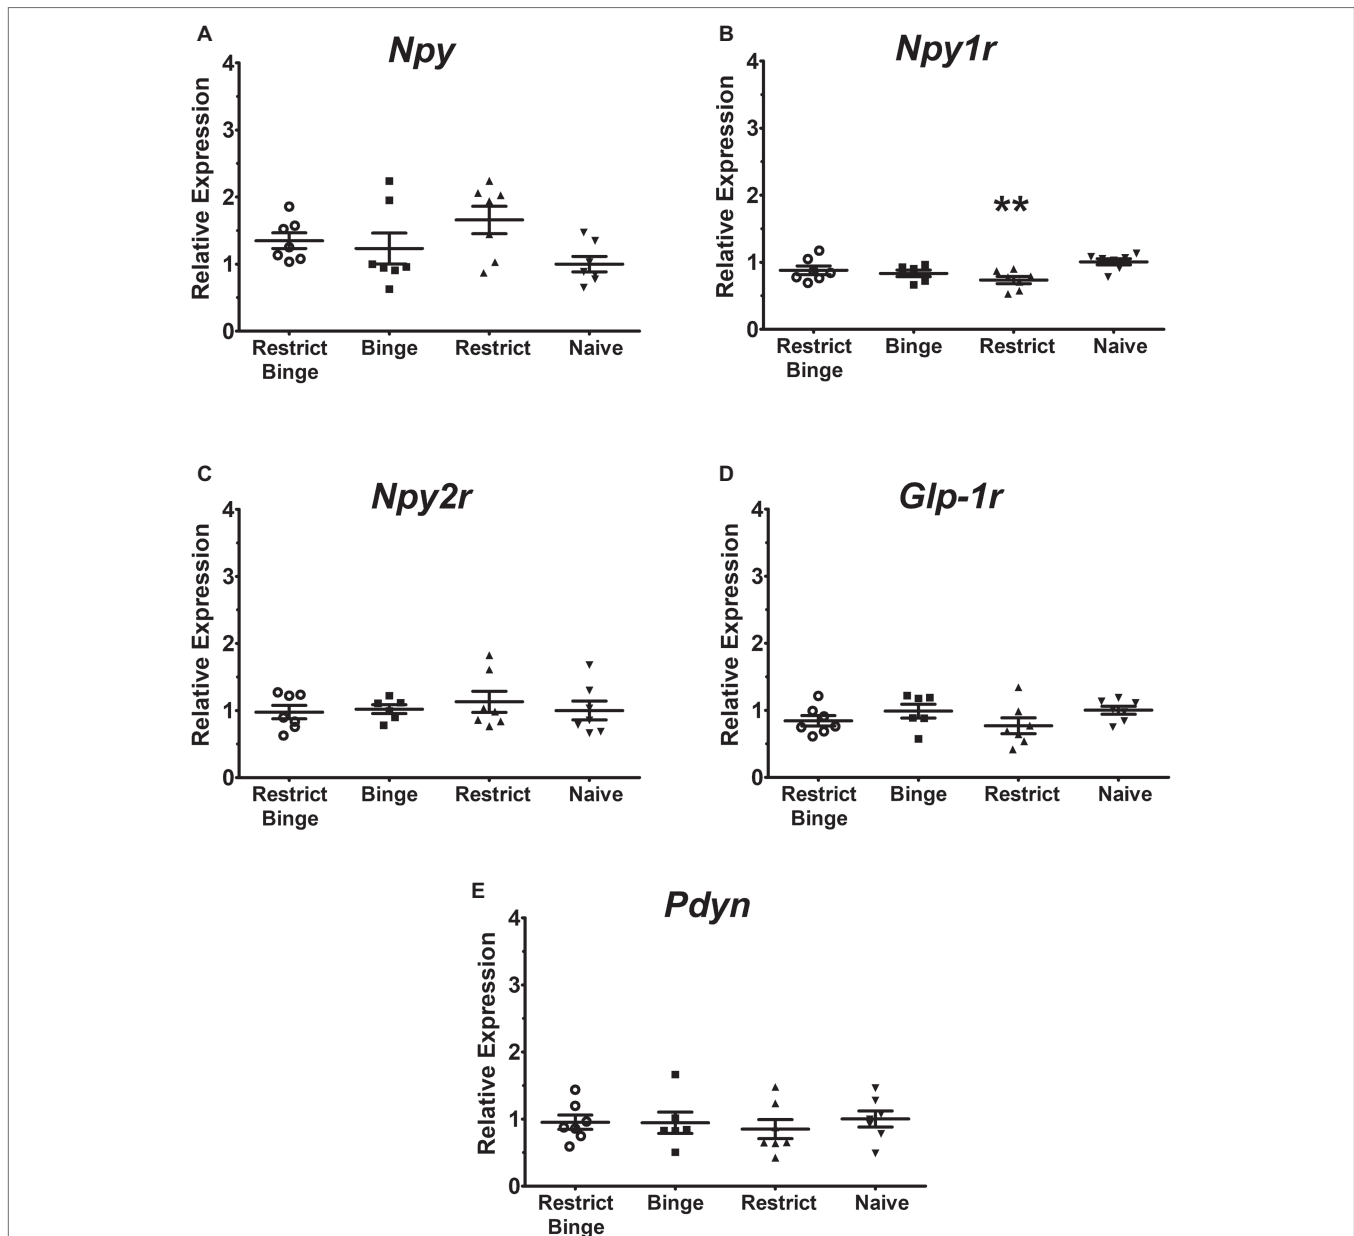 A
Npy
Relative Expression
4
3
2
1
0
Restrict Binge
Binge
Restrict
Naive
B
Npy1r
Relative Expression
4
3
2
1
0
**
Restrict Binge
Binge
Restrict
Naive
C
Npy2r
Relative Expression
4
3
2
1
0
Restrict Binge
Binge
Restrict
Naive
D
Glp-1r
Relative Expression
4
3
2
1
0
Restrict Binge
Binge
Restrict
Naive
E
Pdyn
Relative Expression
4
3
2
1
0
Restrict Binge
Binge
Restrict
Naive